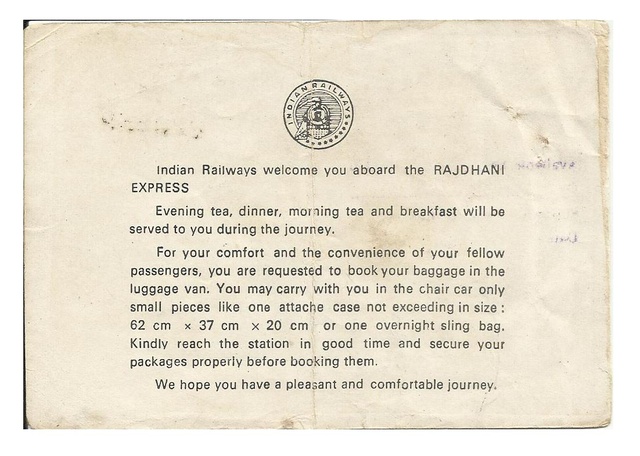 INDIAN RAILWAYS
Indian Railways welcome you aboard the RAJDHANI
EXPRESS
Evening tea, dinner, morning tea and breakfast will be
served to you during the journey.
For your comfort and the convenience of your fellow
passengers, you are requested to book your baggage in the
luggage van. You may carry with you in the chair car only
small pieces like one attache case not exceeding in size :
62 cm × 37 cm × 20 cm or one overnight sling bag.
Kindly reach the station in good time and secure your
packages properly before booking them.
We hope you have a pleasant and comfortable journey.